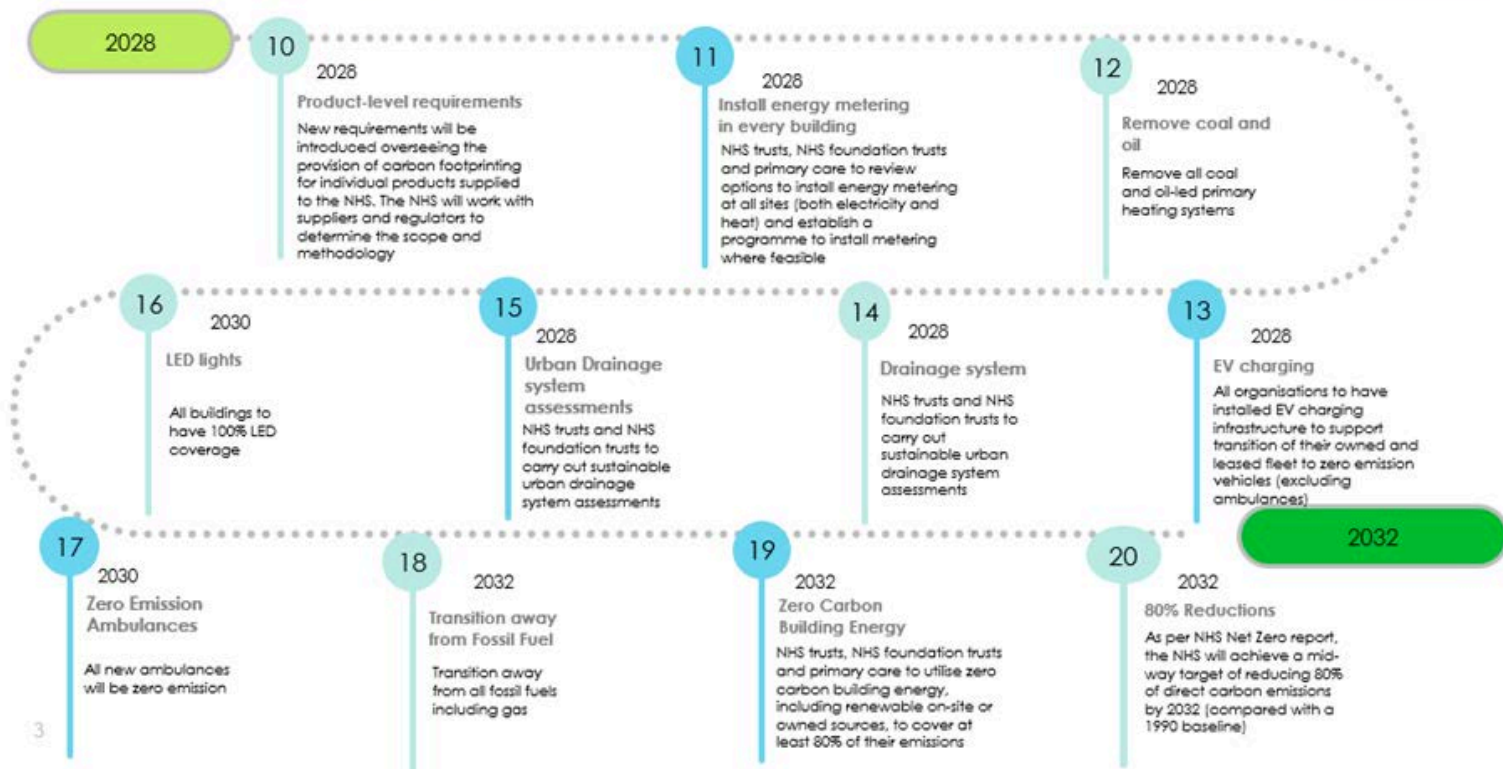 2028
10
2028
Product-level requirements
New requirements will be
introduced overseeing the
provision of carbon footprinting
for individual products supplied
to the NHS. The NHS will work with
suppliers and regulators to
determine the scope and
methodology
11
2028
Install energy metering
in every building
NHS trusts, NHS foundation trusts
and primary care to review
options to install energy metering
at all sites (both electricity and
heat) and establish a
programme to install metering
where feasible
12
2028
Remove coal and
oil
Remove all coal
and oil-led primary
heating systems
13
2028
EV charging
All organisations to have
installed EV charging
infrastructure to support
transition of their owned and
leased fleet to zero emission
vehicles (excluding
ambulances)
14
2028
Drainage system
NHS trusts and NHS
foundation trusts to
carry out
sustainable urban
drainage system
assessments
15
2028
Urban Drainage
system
assessments
NHS trusts and NHS
foundation trusts to
carry out sustainable
urban drainage
system assessments
16
2030
LED lights
All buildings to
have 100% LED
coverage
17
2030
Zero Emission
Ambulances
All new ambulances
will be zero emission
18
2032
Transition away
from Fossil Fuel
Transition away
from all fossil fuels
including gas
19
2032
Zero Carbon
Building Energy
NHS trusts, NHS foundation trusts
and primary care to utilise zero
carbon building energy,
including renewable on-site or
owned sources, to cover at
least 80% of their emissions
20
2032
80% Reductions
As per NHS Net Zero report,
the NHS will achieve a mid-
way target of reducing 80%
of direct carbon emissions
by 2032 (compared with a
1990 baseline)
2032
3